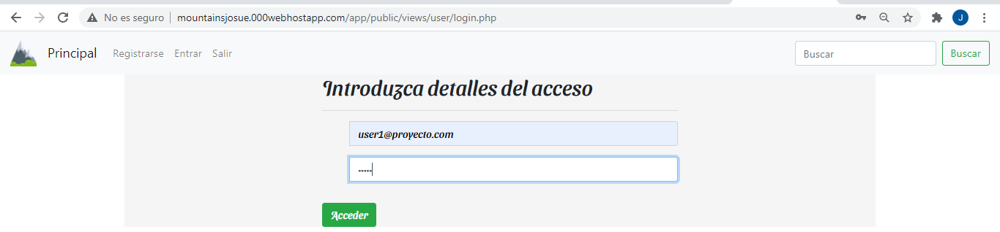 No es seguro mountainsjosue.000webhostapp.com/app/public/views/user/login.php
J
Principal Registrarse Entrar Salir Buscar Buscar
Introduzca detalles del acceso
user1@proyecto.com
•••••
Acceder